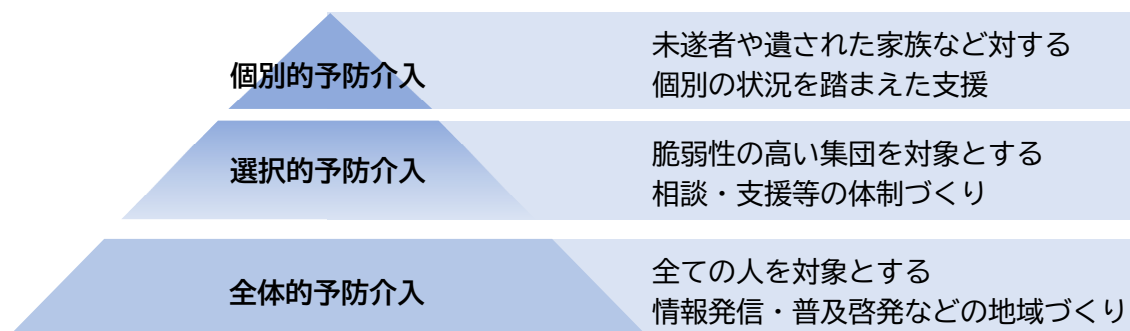 個別的予防介入
未遂者や遺された家族など対する
個別の状況を踏まえた支援
選択的予防介入
脆弱性の高い集団を対象とする
相談・支援等の体制づくり
全体的予防介入
全ての人を対象とする
情報発信・普及啓発などの地域づくり